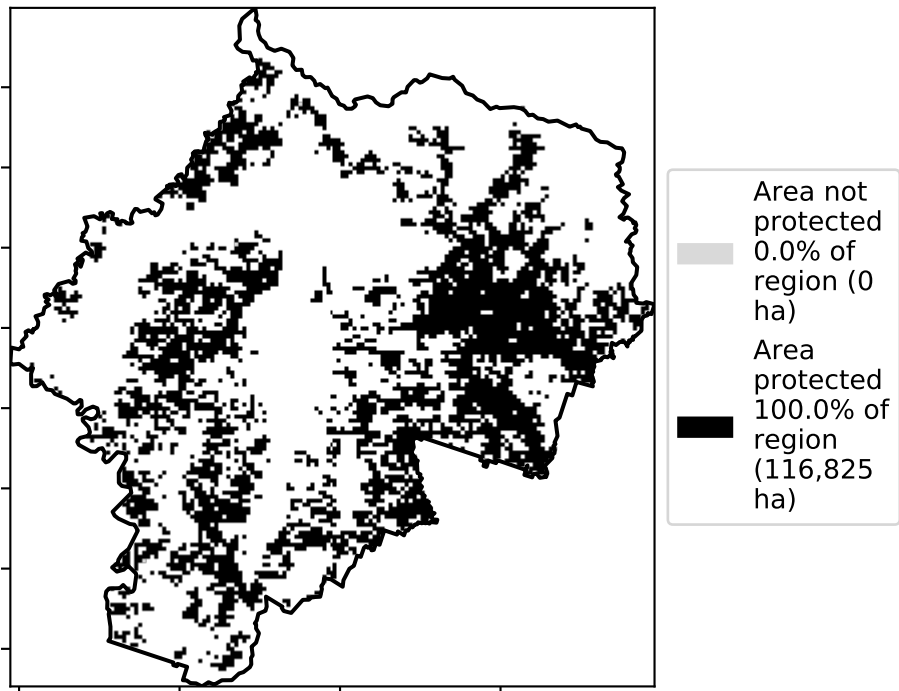 Area not
protected
0.0% of
region (0
ha)
Area
protected
100.0% of
region
(116,825
ha)